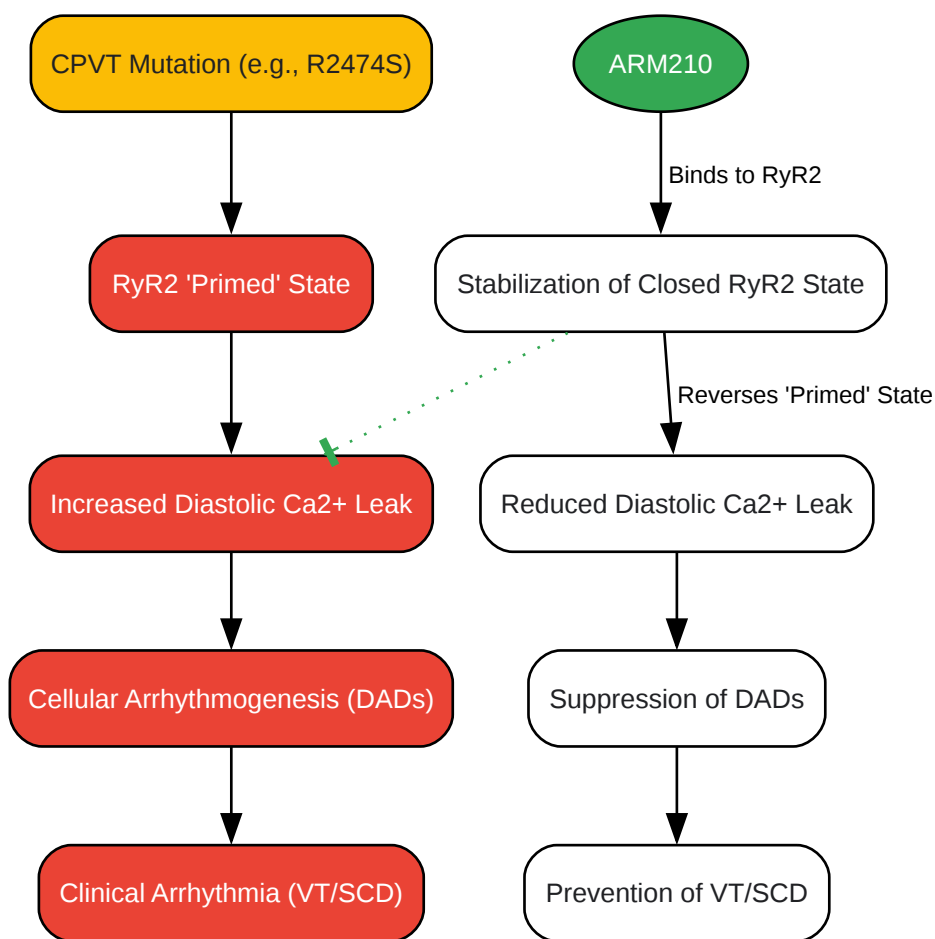 CPVT Mutation (e.g., R2474S)
ARM210
Binds to RyR2
RyR2 'Primed' State
Stabilization of Closed RyR2 State
Reverses 'Primed' State
Increased Diastolic Ca2+ Leak
Reduced Diastolic Ca2+ Leak
Cellular Arrhythmogenesis (DADs)
Suppression of DADs
Clinical Arrhythmia (VT/SCD)
Prevention of VT/SCD